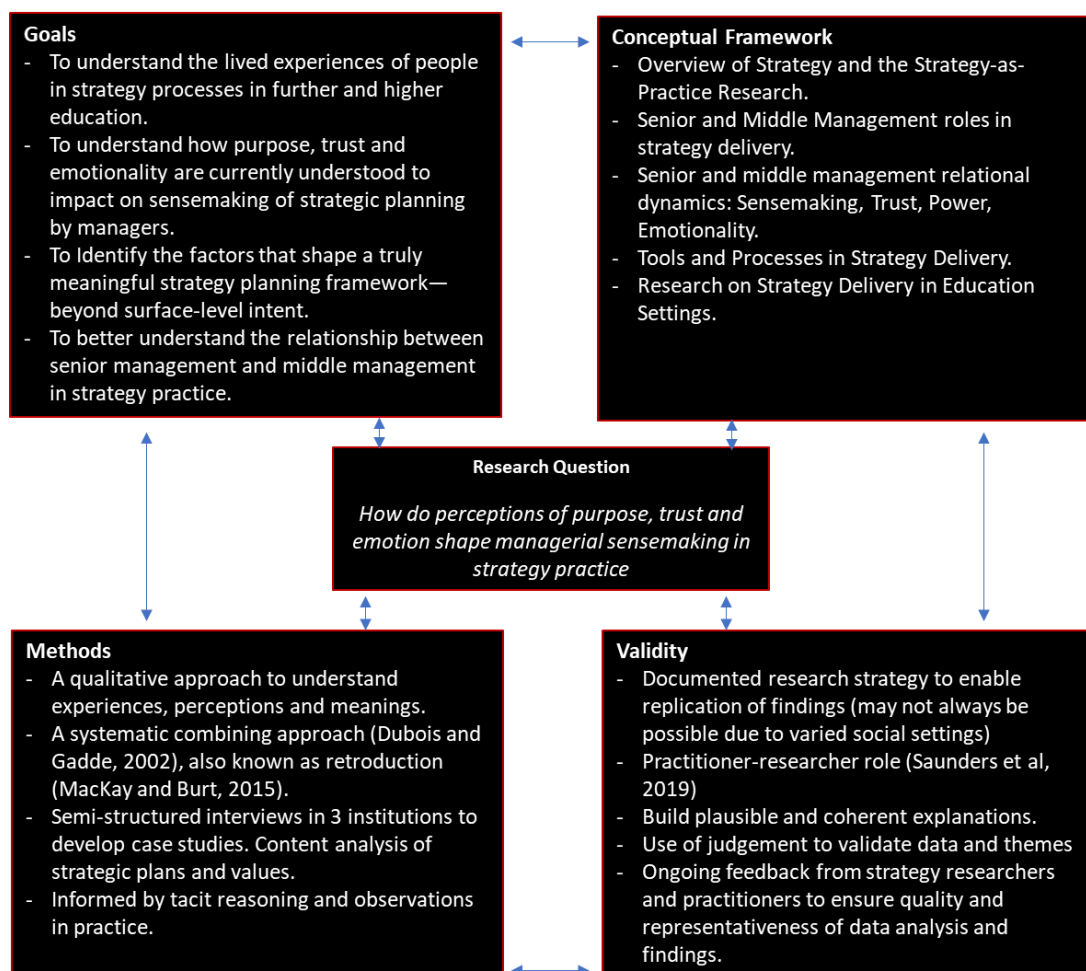 Goals
- To understand the lived experiences of people
in strategy processes in further and higher
education.
- To understand how purpose, trust and
emotionality are currently understood to
impact on sensemaking of strategic planning
by managers.
- To Identify the factors that shape a truly
meaningful strategy planning framework—
beyond surface-level intent.
- To better understand the relationship between
senior management and middle management
in strategy practice.
Conceptual Framework
- Overview of Strategy and the Strategy-as-
Practice Research.
- Senior and Middle Management roles in
strategy delivery.
- Senior and middle management relational
dynamics: Sensemaking, Trust, Power,
Emotionality.
- Tools and Processes in Strategy Delivery.
- Research on Strategy Delivery in Education
Settings.
Research Question
How do perceptions of purpose, trust and
emotion shape managerial sensemaking in
strategy practice
Methods
- A qualitative approach to understand
experiences, perceptions and meanings.
- A systematic combining approach (Dubois and
Gadde, 2002), also known as retroduction
(MacKay and Burt, 2015).
- Semi-structured interviews in 3 institutions to
develop case studies. Content analysis of
strategic plans and values.
- Informed by tacit reasoning and observations
in practice.
Validity
- Documented research strategy to enable
replication of findings (may not always be
possible due to varied social settings)
- Practitioner-researcher role (Saunders et al,
2019)
- Build plausible and coherent explanations.
- Use of judgement to validate data and themes
- Ongoing feedback from strategy researchers
and practitioners to ensure quality and
representativeness of data analysis and
findings.